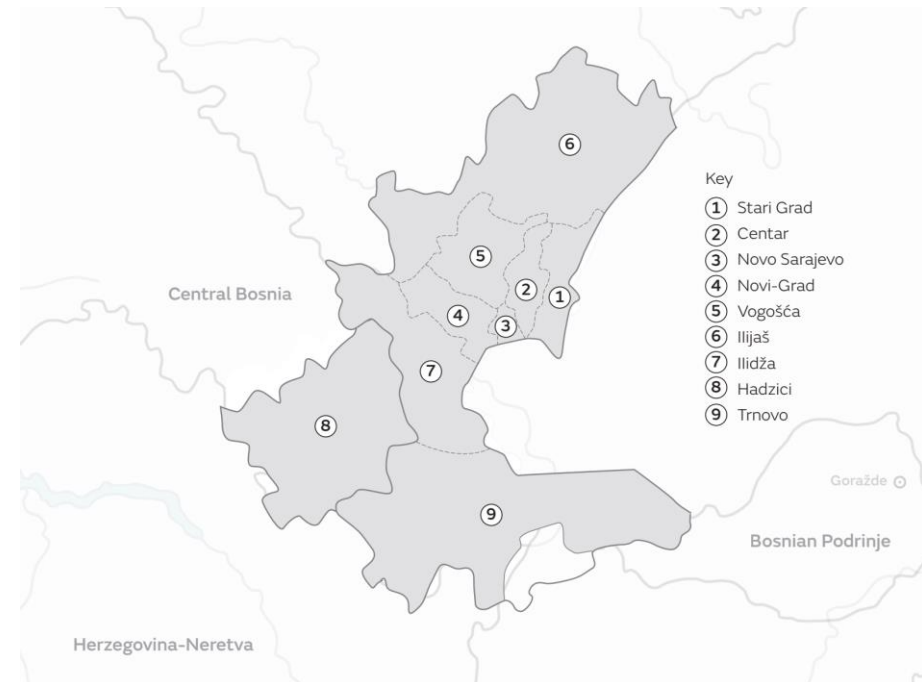 6
Key
1 Stari Grad
2 Centar
3 Novo Sarajevo
4 Novi-Grad
5 Vogošća
6 Ilijaš
7 Ilidža
8 Hadzici
9 Trnovo
5
2
1
Central Bosnia
4
3
7
8
Goražde
9
Bosnian Podrinje
Herzegovina-Neretva